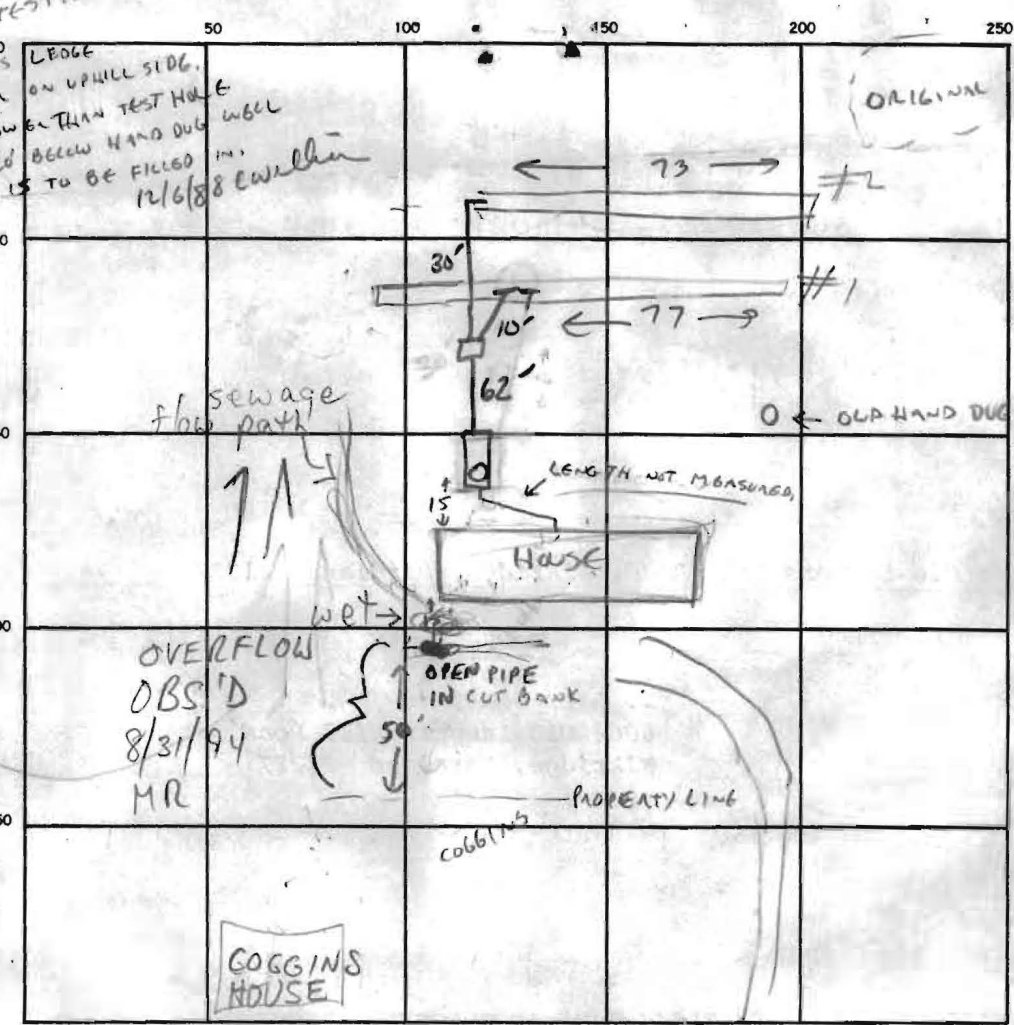 50 100 150 200 250
LEDGE
ON UPHILL SIDE.
THAN TEST HOLE
BELOW HAND DUG WELL
IS TO BE FILLED IN.
12/6/88
ORIGINAL
73
#2
30'
#1
10'
77
62'
sewage
flow path
O ← OLD HAND DUG
LENGTH NOT MEASURED
15
HOUSE
wet →
OVERFLOW
OBS'D
8/31/94
MR
OPEN PIPE
IN CUT BANK
50'
PROPERTY LINE
COGGINS
GOGGINS
HOUSE